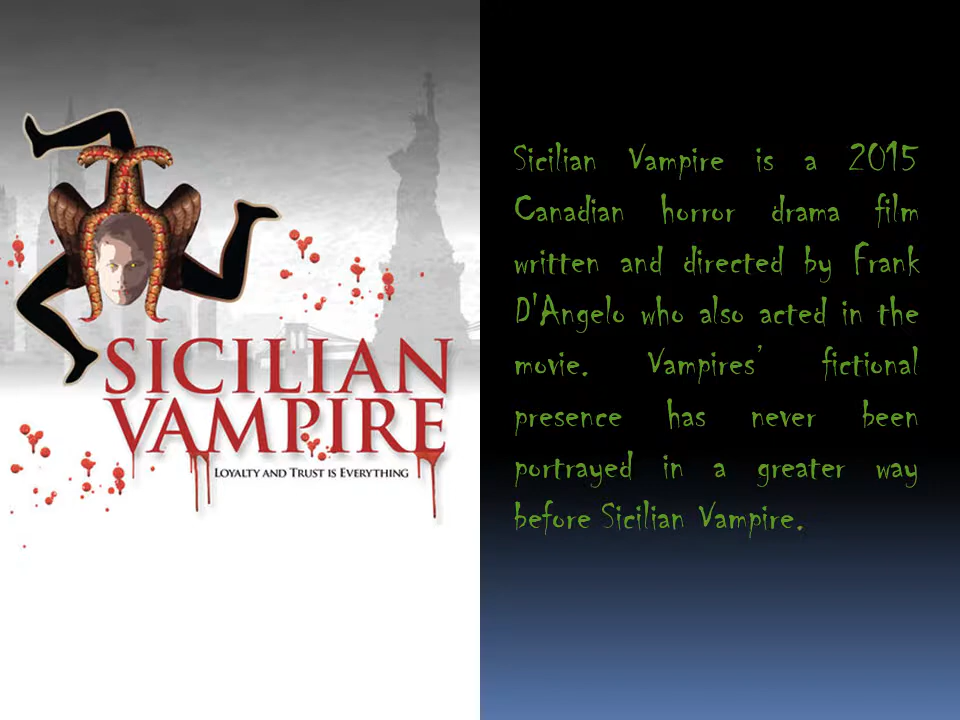 SICILIAN
VAMPIRE
LOYALTY AND TRUST IS EVERYTHING
Sicilian Vampire is a 2015
Canadian horror drama film
written and directed by Frank
D'Angelo who also acted in the
movie. Vampires’ fictional
presence has never been
portrayed in a greater way
before Sicilian Vampire.